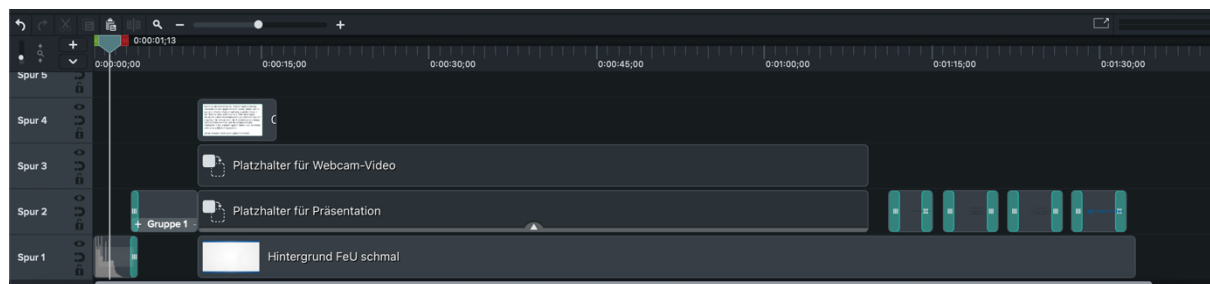 0:00:01;13
0:00:00;00 0:00:15;00 0:00:30;00 0:00:45;00 0:01:00;00 0:01:15;00 0:01:30;00
Spur 5
Spur 4
Spur 3 Platzhalter für Webcam-Video
Spur 2 + Gruppe 1 Platzhalter für Präsentation
Spur 1 Hintergrund FeU schmal